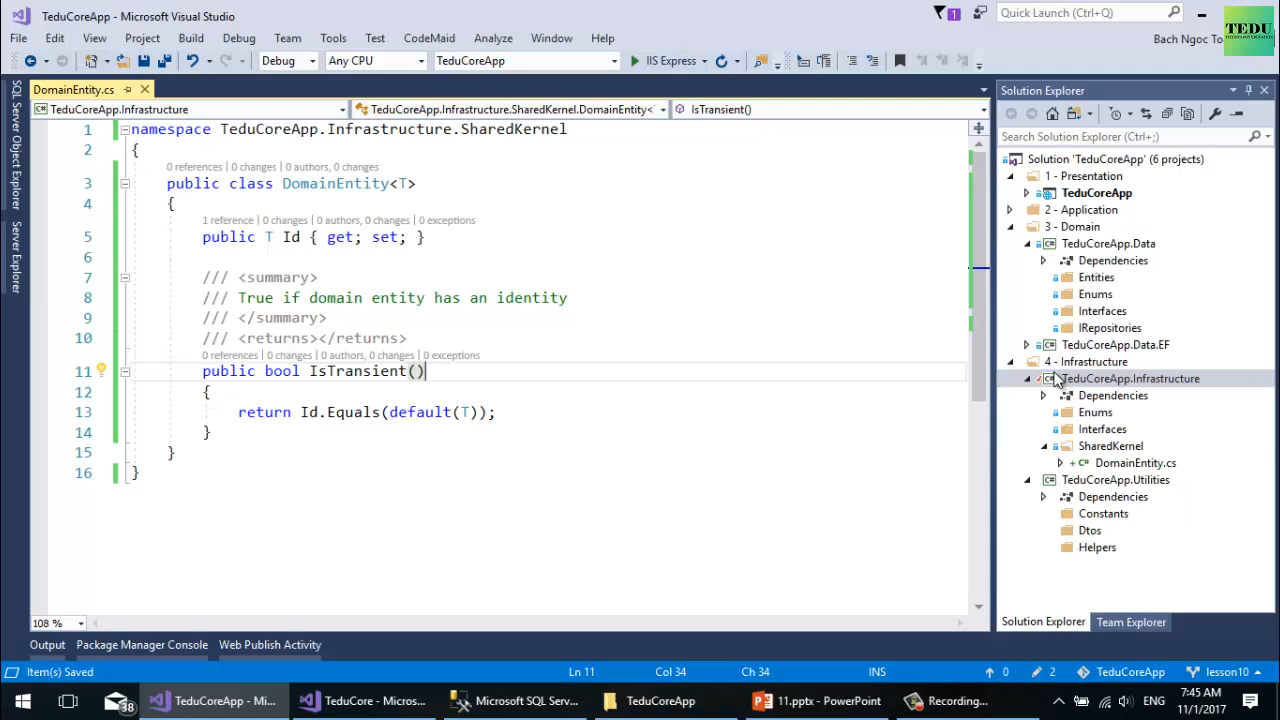 TeduCoreApp - Microsoft Visual Studio
1
Quick Launch (Ctrl+Q)
TEDU
File Edit View Project Build Debug Team Tools Test CodeMaid Analyze Window Help
Bach Ngoc To
Debug Any CPU TeduCoreApp IIS Express
DomainEntity.cs
TeduCoreApp.Infrastructure TeduCoreApp.Infrastructure.SharedKernel.DomainEntity< IsTransient()
SQL Server Object Explorer
Server Explorer
1 namespace TeduCoreApp.Infrastructure.SharedKernel
2 {
0 references | 0 changes | 0 authors, 0 changes
3 public class DomainEntity<T>
4 {
1 reference | 0 changes | 0 authors, 0 changes | 0 exceptions
5 public T Id { get; set; }
6
7 /// <summary>
8 /// True if domain entity has an identity
9 /// </summary>
10 /// <returns></returns>
0 references | 0 changes | 0 authors, 0 changes | 0 exceptions
11 public bool IsTransient()
12 {
13 return Id.Equals(default(T));
14 }
15 }
16 }
108 %
Solution Explorer
Search Solution Explorer (Ctrl+;)
Solution 'TeduCoreApp' (6 projects)
1 - Presentation
TeduCoreApp
2 - Application
3 - Domain
TeduCoreApp.Data
Dependencies
Entities
Enums
Interfaces
IRepositories
TeduCoreApp.Data.EF
4 - Infrastructure
TeduCoreApp.Infrastructure
Dependencies
Enums
Interfaces
SharedKernel
DomainEntity.cs
TeduCoreApp.Utilities
Dependencies
Constants
Dtos
Helpers
Solution Explorer Team Explorer
Output Package Manager Console Web Publish Activity
Item(s) Saved Ln 11 Col 34 Ch 34 INS 0 2 TeduCoreApp lesson10
38 TeduCoreApp - Mi... TeduCore - Micros... Microsoft SQL Serv... TeduCoreApp 11.pptx - PowerPoint Recording... ENG
7:45 AM
11/1/2017